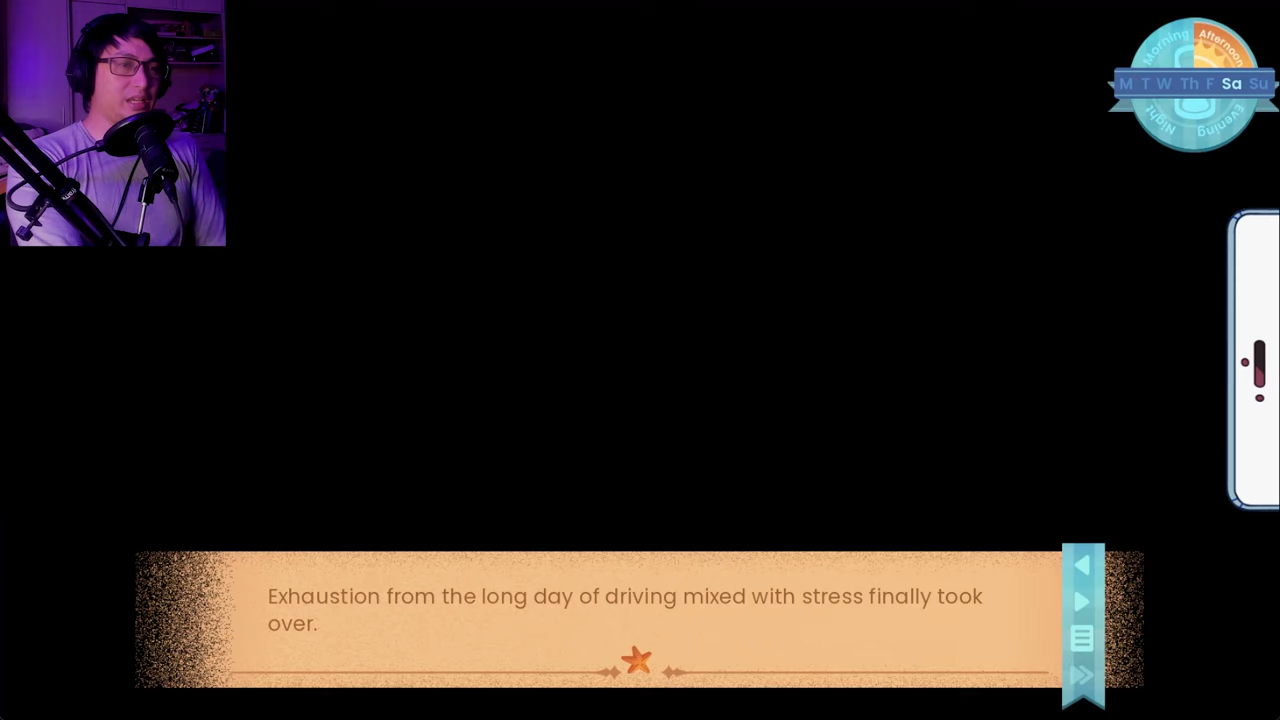 Morning
Afternoon
M T W Th F Sa Su
Night
Evening
Exhaustion from the long day of driving mixed with stress finally took
over.